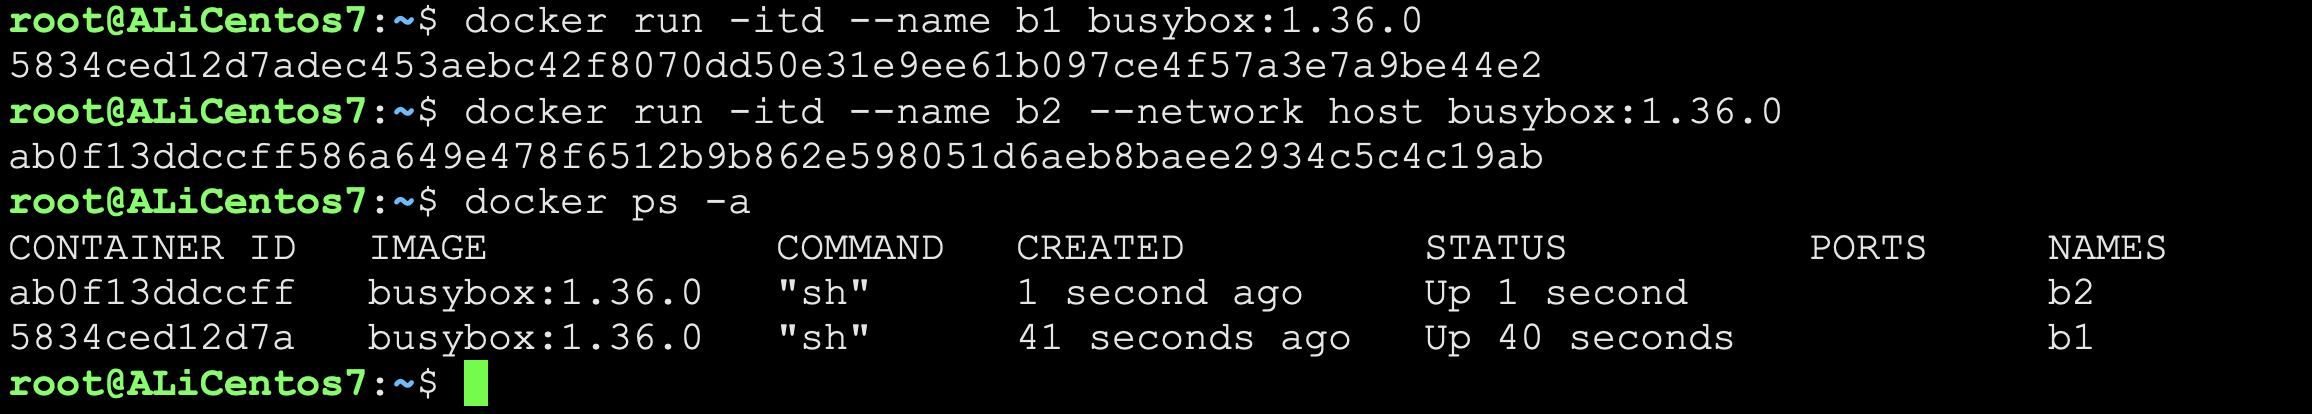 root@ALiCentos7:~$ docker run -itd --name b1 busybox:1.36.0
5834ced12d7adec453aebc42f8070dd50e31e9ee61b097ce4f57a3e7a9be44e2
root@ALiCentos7:~$ docker run -itd --name b2 --network host busybox:1.36.0
ab0f13ddccff586a649e478f6512b9b862e598051d6aeb8baee2934c5c4c19ab
root@ALiCentos7:~$ docker ps -a
CONTAINER ID   IMAGE            COMMAND   CREATED          STATUS          PORTS     NAMES
ab0f13ddccff   busybox:1.36.0   "sh"      1 second ago     Up 1 second               b2
5834ced12d7a   busybox:1.36.0   "sh"      41 seconds ago   Up 40 seconds             b1
root@ALiCentos7:~$